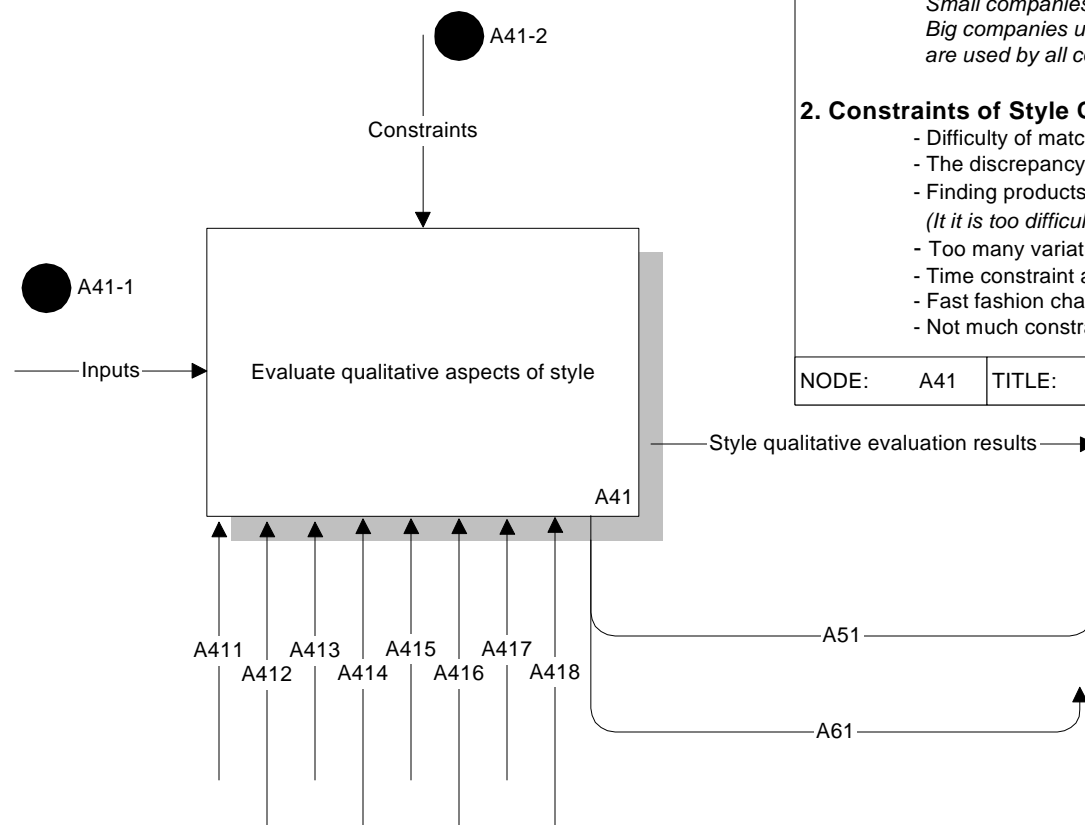 A41-2
Constraints
A41-1
Inputs
Evaluate qualitative aspects of style
A41
Small companies
Big companies u
are used by all c
2. Constraints of Style
- Difficulty of matc
- The discrepancy
- Finding products
(It it is too difficul
- Too many variat
- Time constraint a
- Fast fashion cha
- Not much constra
NODE: A41 TITLE:
Style qualitative evaluation results
A411
A412
A413
A414
A415
A416
A417
A418
A51
A61